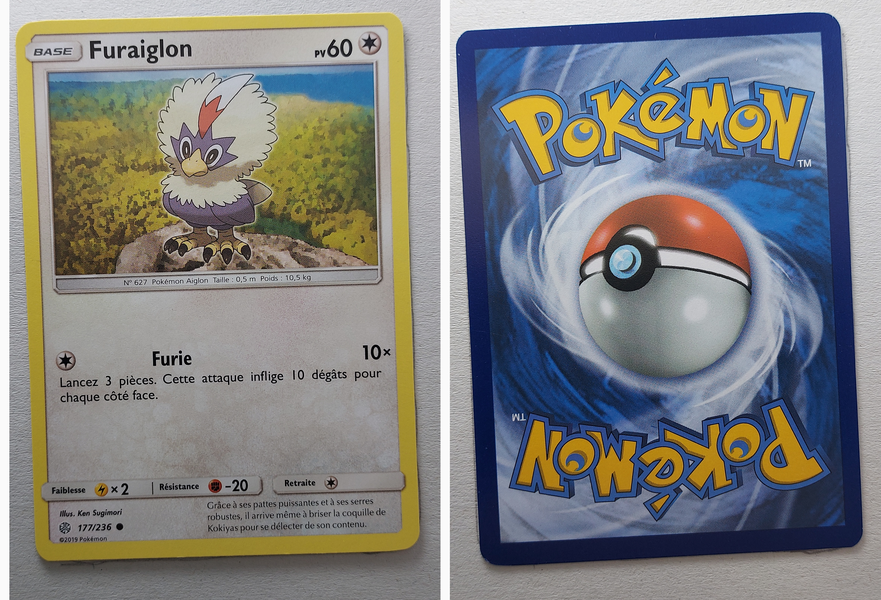 BASE Furaiglon PV60
N° 627 Pokémon Aiglon Taille : 0,5 m Poids : 10,5 kg
Furie 10×
Lancez 3 pièces. Cette attaque inflige 10 dégâts pour
chaque côté face.
Faiblesse ×2 Résistance -20 Retraite
Illus. Ken Sugimori
177/236
©2019 Pokémon
Grâce à ses pattes puissantes et à ses serres
robustes, il arrive même à briser la coquille de
Kokiyas pour se délecter de son contenu.
POKÉMON
TM
TM
POKÉMON